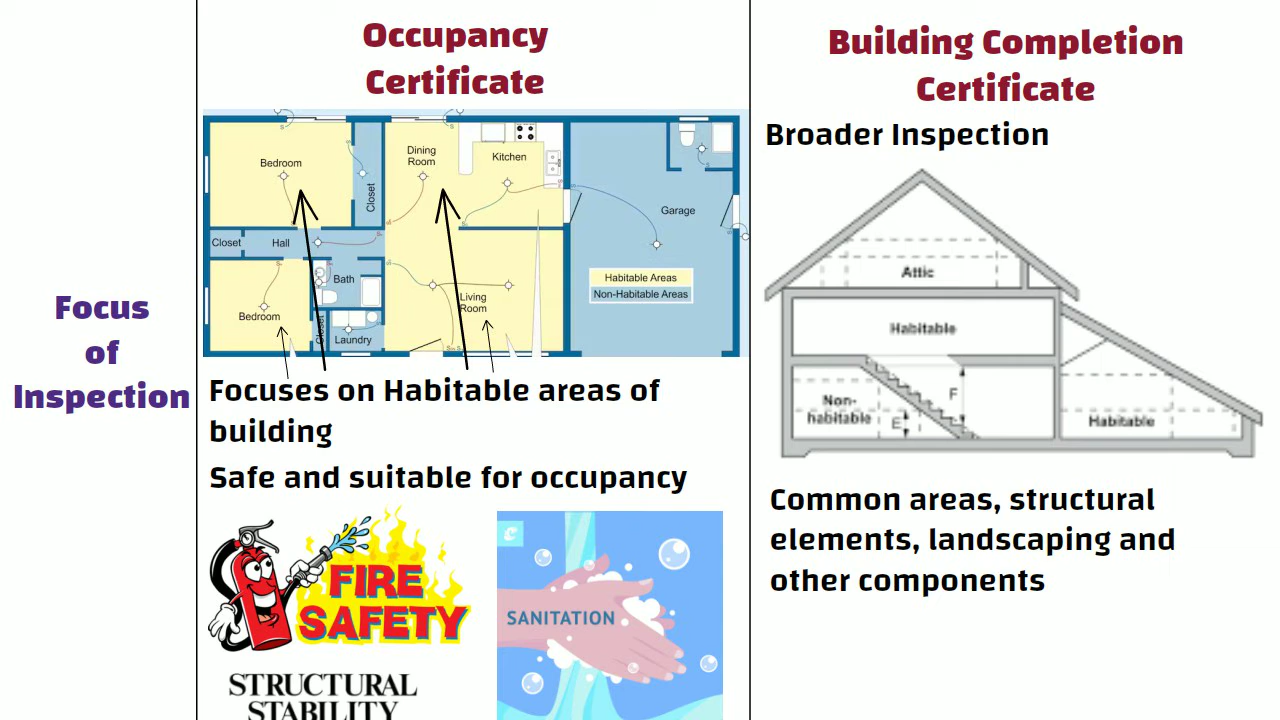 Focus
of
Inspection
Occupancy
Certificate
Bedroom
Closet
Dining
Room
Kitchen
Garage
Closet
Hall
Bath
Bedroom
Closet
Laundry
Living
Room
Habitable Areas
Non-Habitable Areas
Focuses on Habitable areas of
building
Safe and suitable for occupancy
FIRE
SAFETY
STRUCTURAL
STABILITY
SANITATION
Building Completion
Certificate
Broader Inspection
Attic
Habitable
Non-
habitable
F
E
Habitable
Common areas, structural
elements, landscaping and
other components